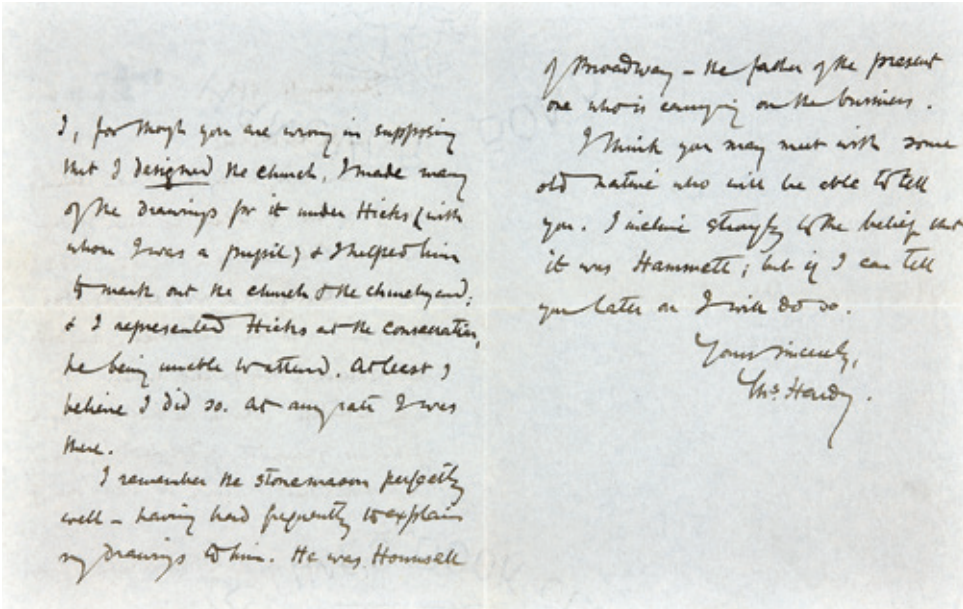 I, for though you are wrong in supposing
that I designed the church, I made many
of the drawings for it under Hicks (with
whom I was a pupil) & I helped him
to mark out the church & the churchyard;
& I represented Hicks at the consecration,
he being unable to attend. At least I
believe I did so. At any rate I was
there.
I remember the stonemason perfectly
well – having had frequently to explain
my drawings to him. He was Hounsell
of Broadway – the father of the present
one who is carrying on the business.
I think you may meet with some
old native who will be able to tell
you. I incline strongly to the belief that
it was Hammett; but if I can tell
you later on I will do so.
Yours sincerely,
Th. Hardy.